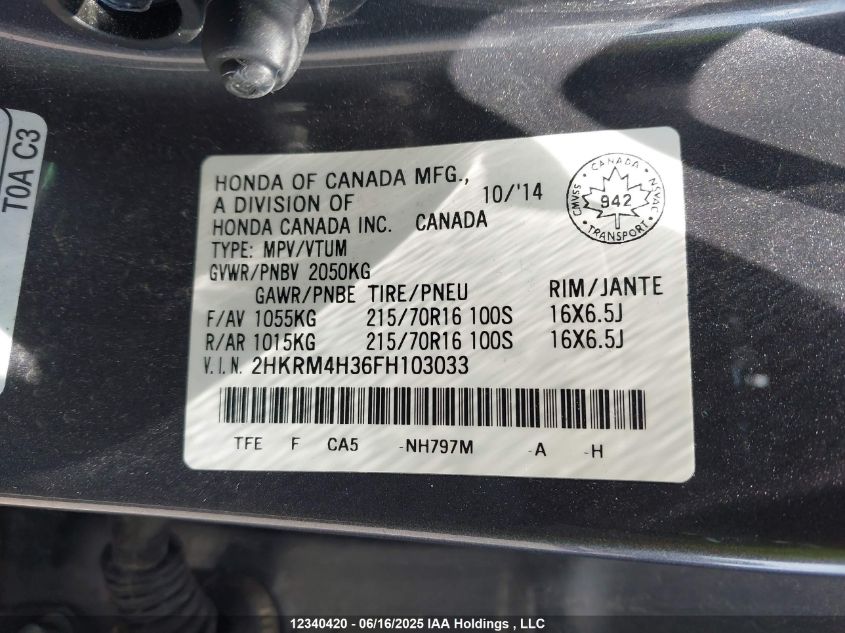 T0A C3
HONDA OF CANADA MFG.,
A DIVISION OF 10/'14
HONDA CANADA INC. CANADA
TYPE: MPV/VTUM
GVWR/PNBV 2050KG
GAWR/PNBE TIRE/PNEU RIM/JANTE
F/AV 1055KG 215/70R16 100S 16X6.5J
R/AR 1015KG 215/70R16 100S 16X6.5J
V.I.N. 2HKRM4H36FH103033
TFE F CA5 -NH797M -A -H
CANADA
CMVSS 942 NSVAC
TRANSPORT
12340420 - 06/16/2025 IAA Holdings , LLC